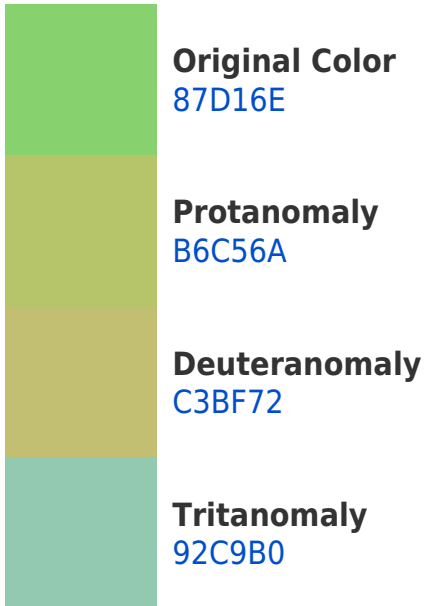 Original Color
87D16E
Protanomaly
B6C56A
Deuteranomaly
C3BF72
Tritanomaly
92C9B0